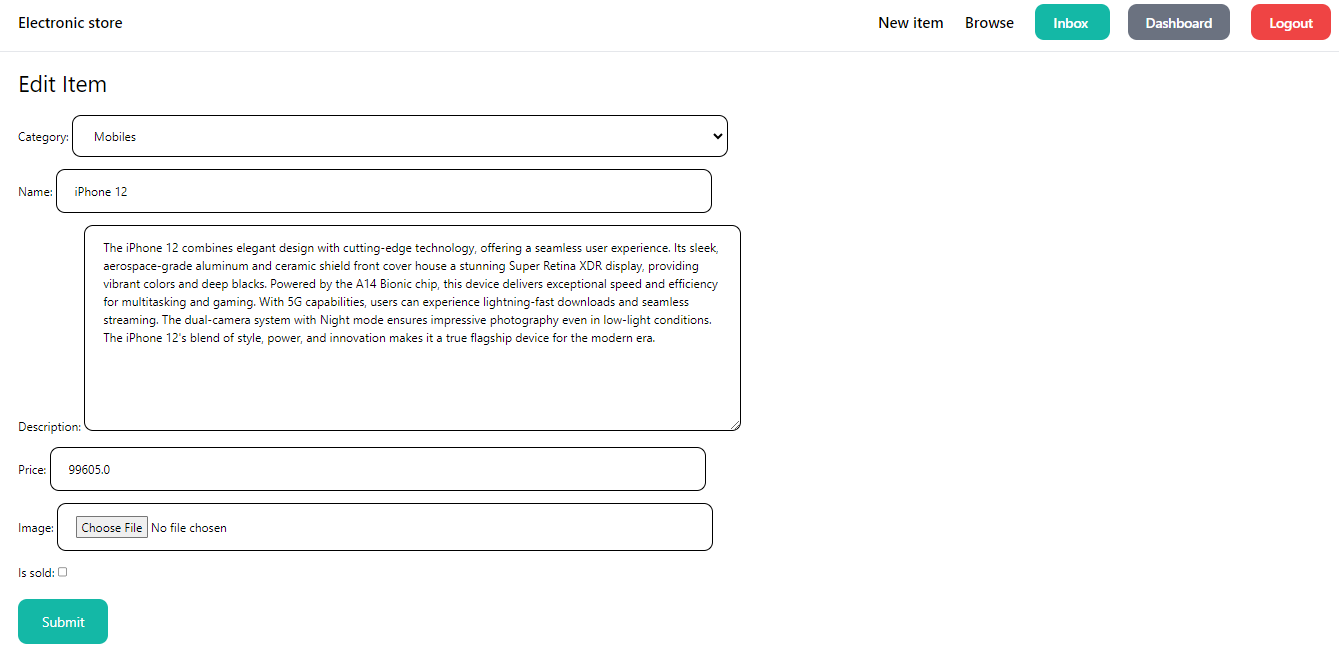 Electronic store
New item Browse Inbox Dashboard Logout
Edit Item
Category: Mobiles
Name: iPhone 12
The iPhone 12 combines elegant design with cutting-edge technology, offering a seamless user experience. Its sleek,
aerospace-grade aluminum and ceramic shield front cover house a stunning Super Retina XDR display, providing
vibrant colors and deep blacks. Powered by the A14 Bionic chip, this device delivers exceptional speed and efficiency
for multitasking and gaming. With 5G capabilities, users can experience lightning-fast downloads and seamless
streaming. The dual-camera system with Night mode ensures impressive photography even in low-light conditions.
The iPhone 12's blend of style, power, and innovation makes it a true flagship device for the modern era.
Description:
Price: 99605.0
Image: Choose File No file chosen
Is sold:
Submit